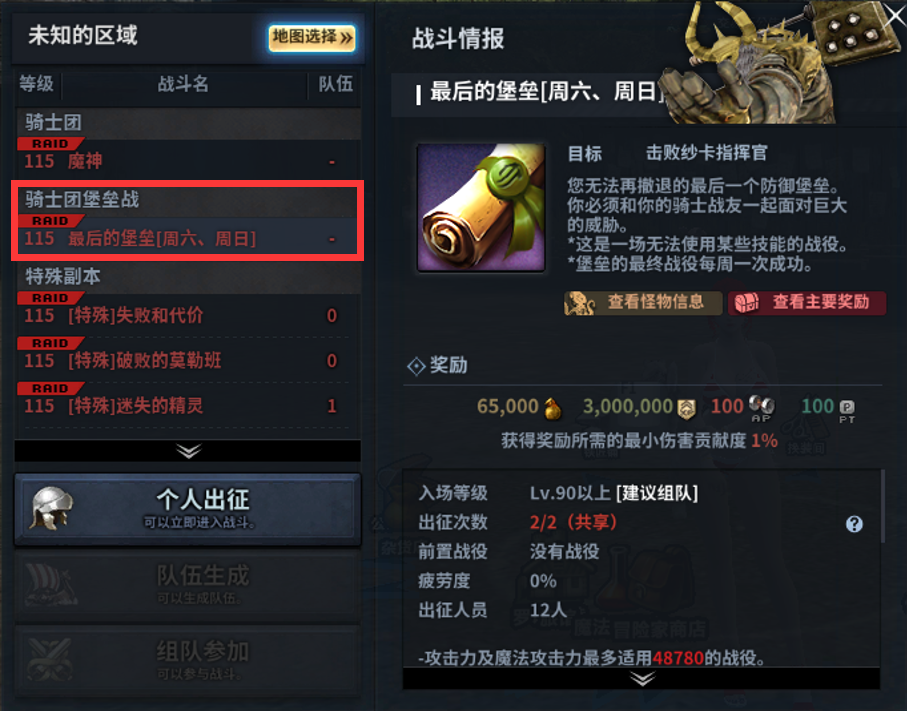 未知的区域
地图选择
等级 战斗名 队伍
骑士团
RAID
115 魔神 -
骑士团堡垒战
RAID
115 最后的堡垒[周六、周日] -
特殊副本
RAID
115 [特殊]失败和代价 0
RAID
115 [特殊]破败的莫勒班 0
RAID
115 [特殊]迷失的精灵 1
个人出征
可以立即进入战斗。
队伍生成
可以生成队伍。
组队参加
可以参与战斗。
战斗情报
最后的堡垒[周六、周日]
目标 击败纱卡指挥官
您无法再撤退的最后一个防御堡垒。
你必须和你的骑士战友一起面对巨大
的威胁。
*这是一场无法使用某些技能的战役。
*堡垒的最终战役每周一次成功。
查看怪物信息 查看主要奖励
奖励
65,000 3,000,000 100 AP 100 P PT
获得奖励所需的最小伤害贡献度 1%
入场等级 Lv.90以上 [建议组队]
出征次数 2/2（共享）
前置战役 没有战役
疲劳度 0%
出征人员 12人
-攻击力及魔法攻击力最多适用48780的战役。